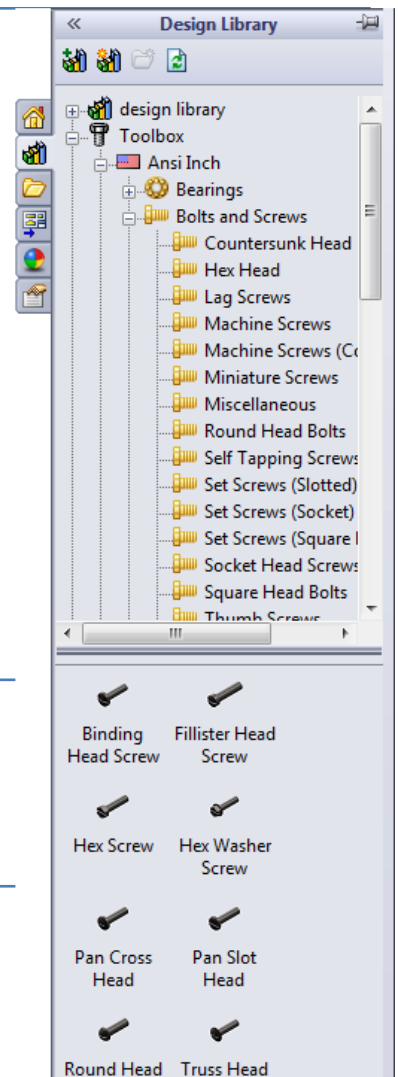 Design Library
design library
Toolbox
Ansi Inch
Bearings
Bolts and Screws
Countersunk Head
Hex Head
Lag Screws
Machine Screws
Machine Screws (Co
Miniature Screws
Miscellaneous
Round Head Bolts
Self Tapping Screws
Set Screws (Slotted)
Set Screws (Socket)
Set Screws (Square
Socket Head Screws
Square Head Bolts
Thumb Screws
Binding Fillister Head
Head Screw Screw
Hex Screw Hex Washer
Screw
Pan Cross Pan Slot
Head Head
Round Head Truss Head